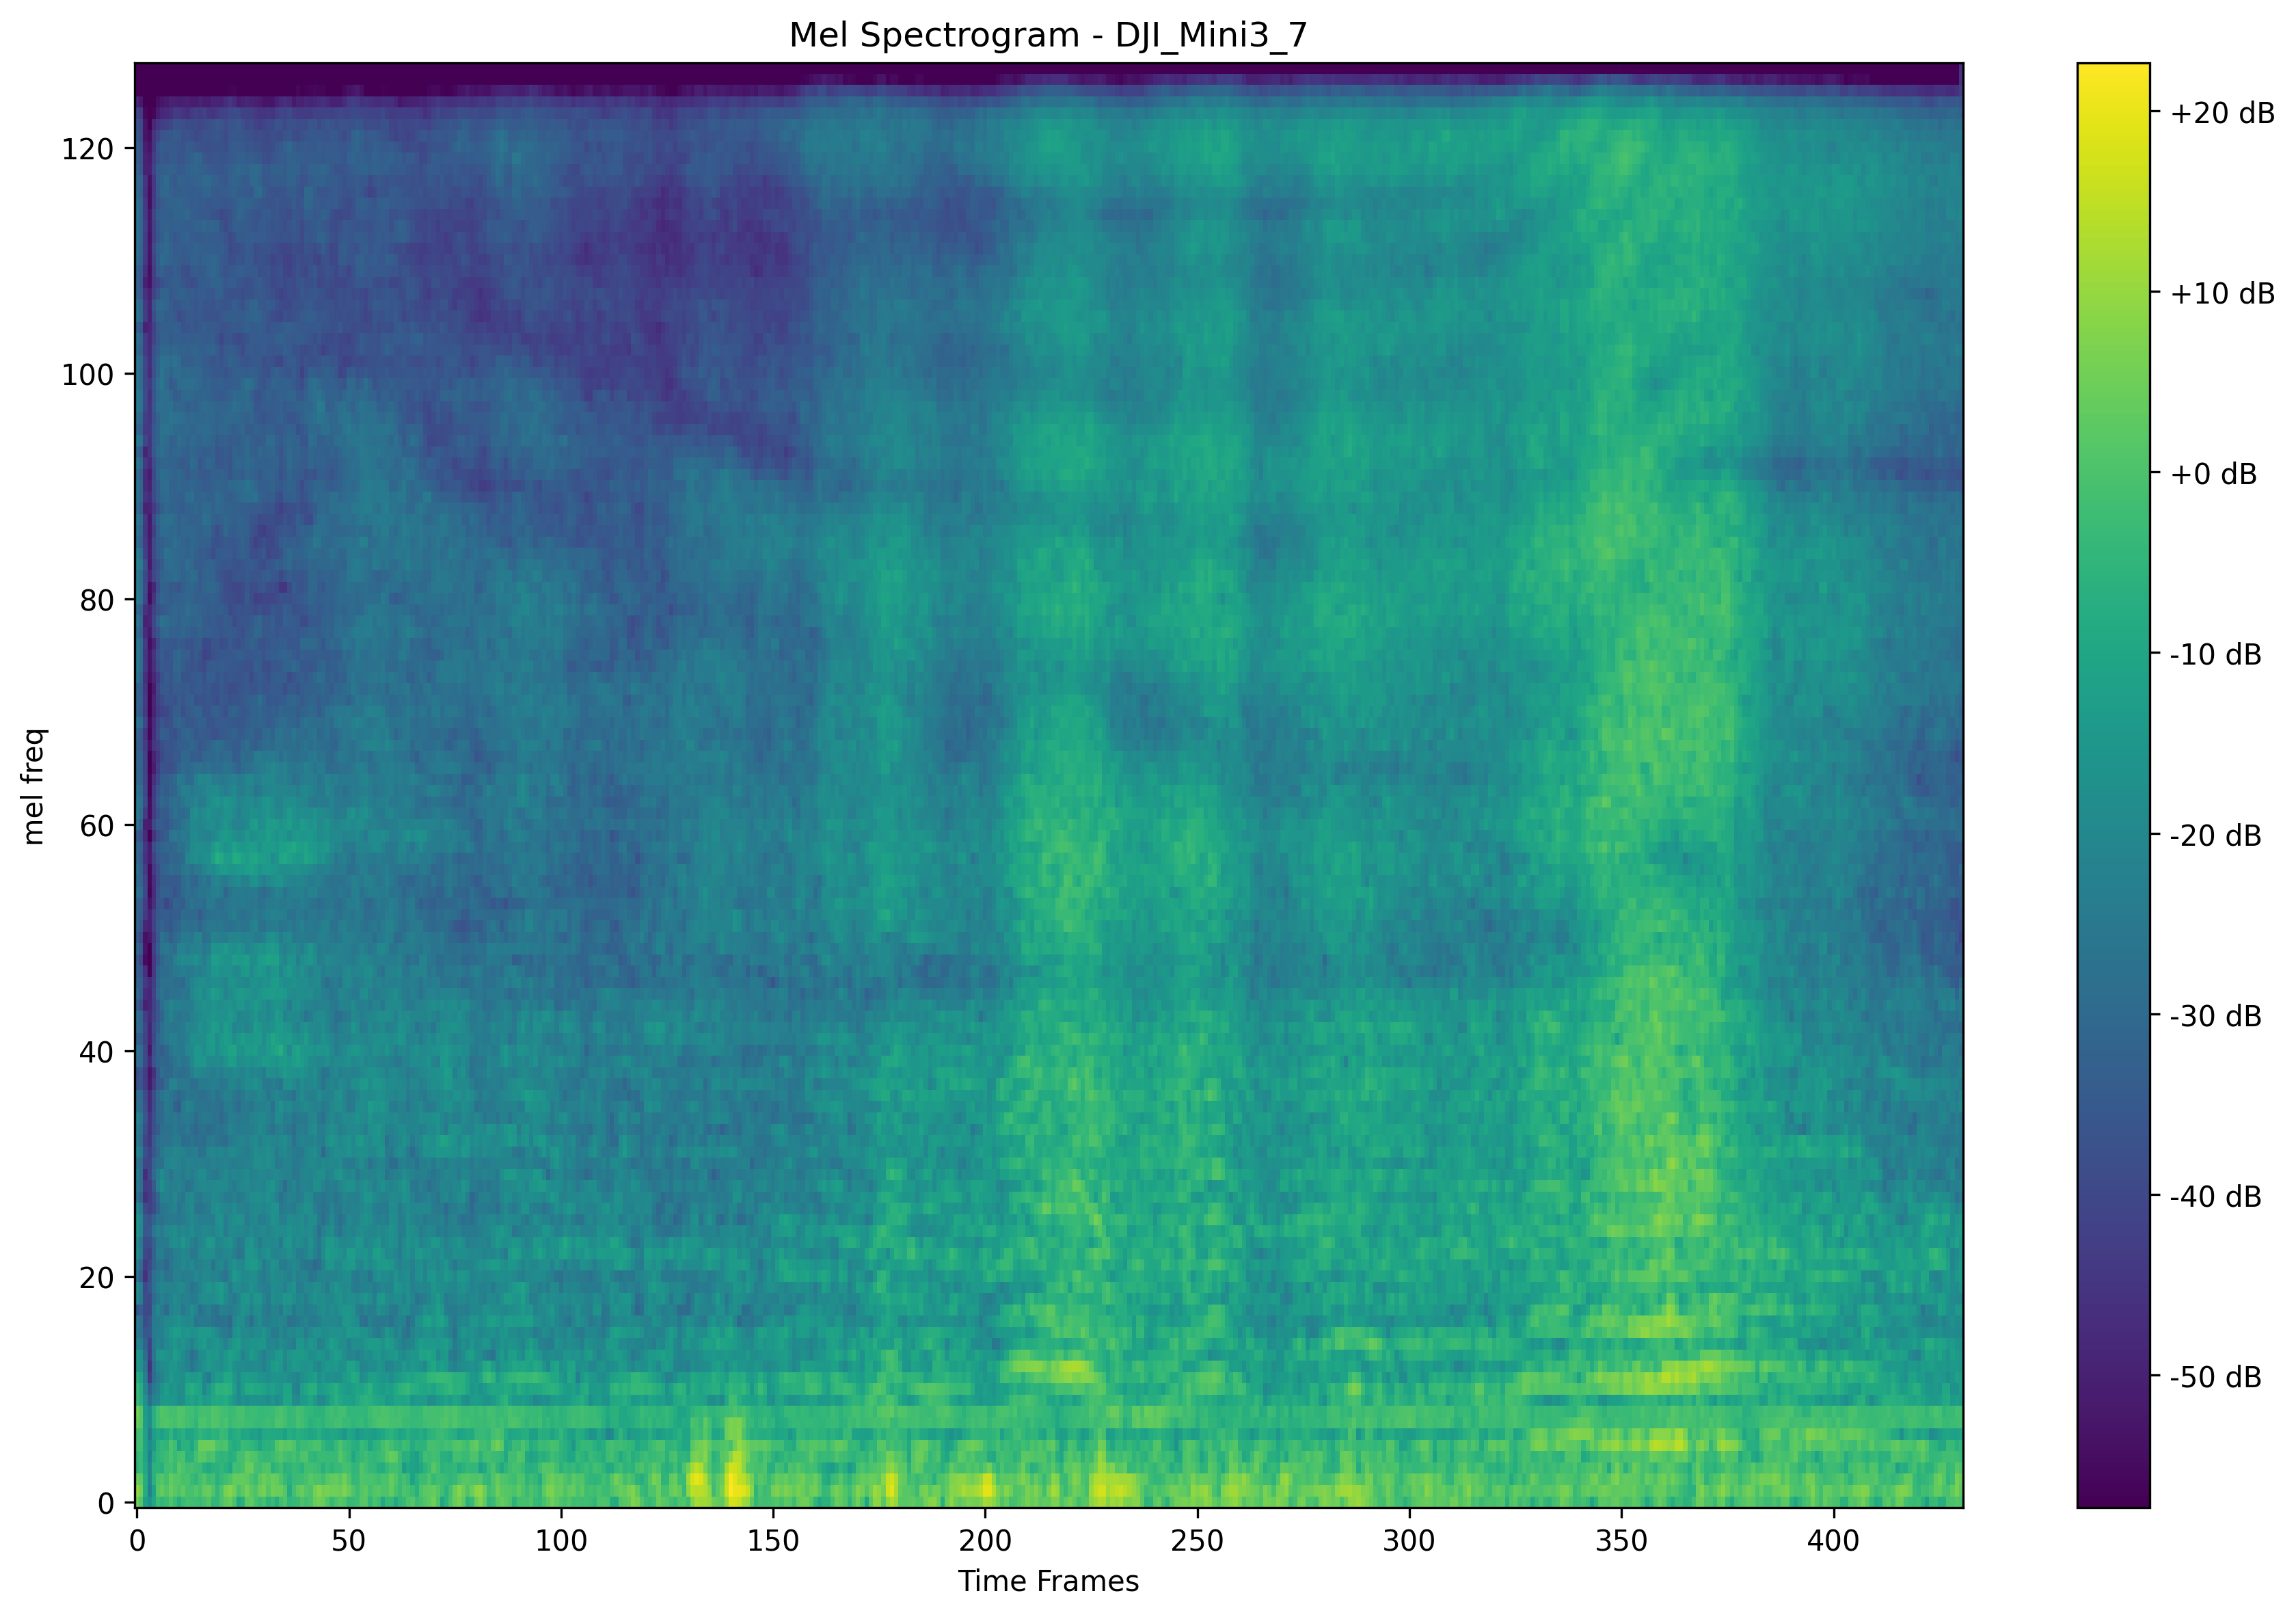 Mel Spectrogram - DJI_Mini3_7
mel freq
120
100
80
60
40
20
0
0 50 100 150 200 250 300 350 400
Time Frames
+20 dB
+10 dB
+0 dB
-10 dB
-20 dB
-30 dB
-40 dB
-50 dB